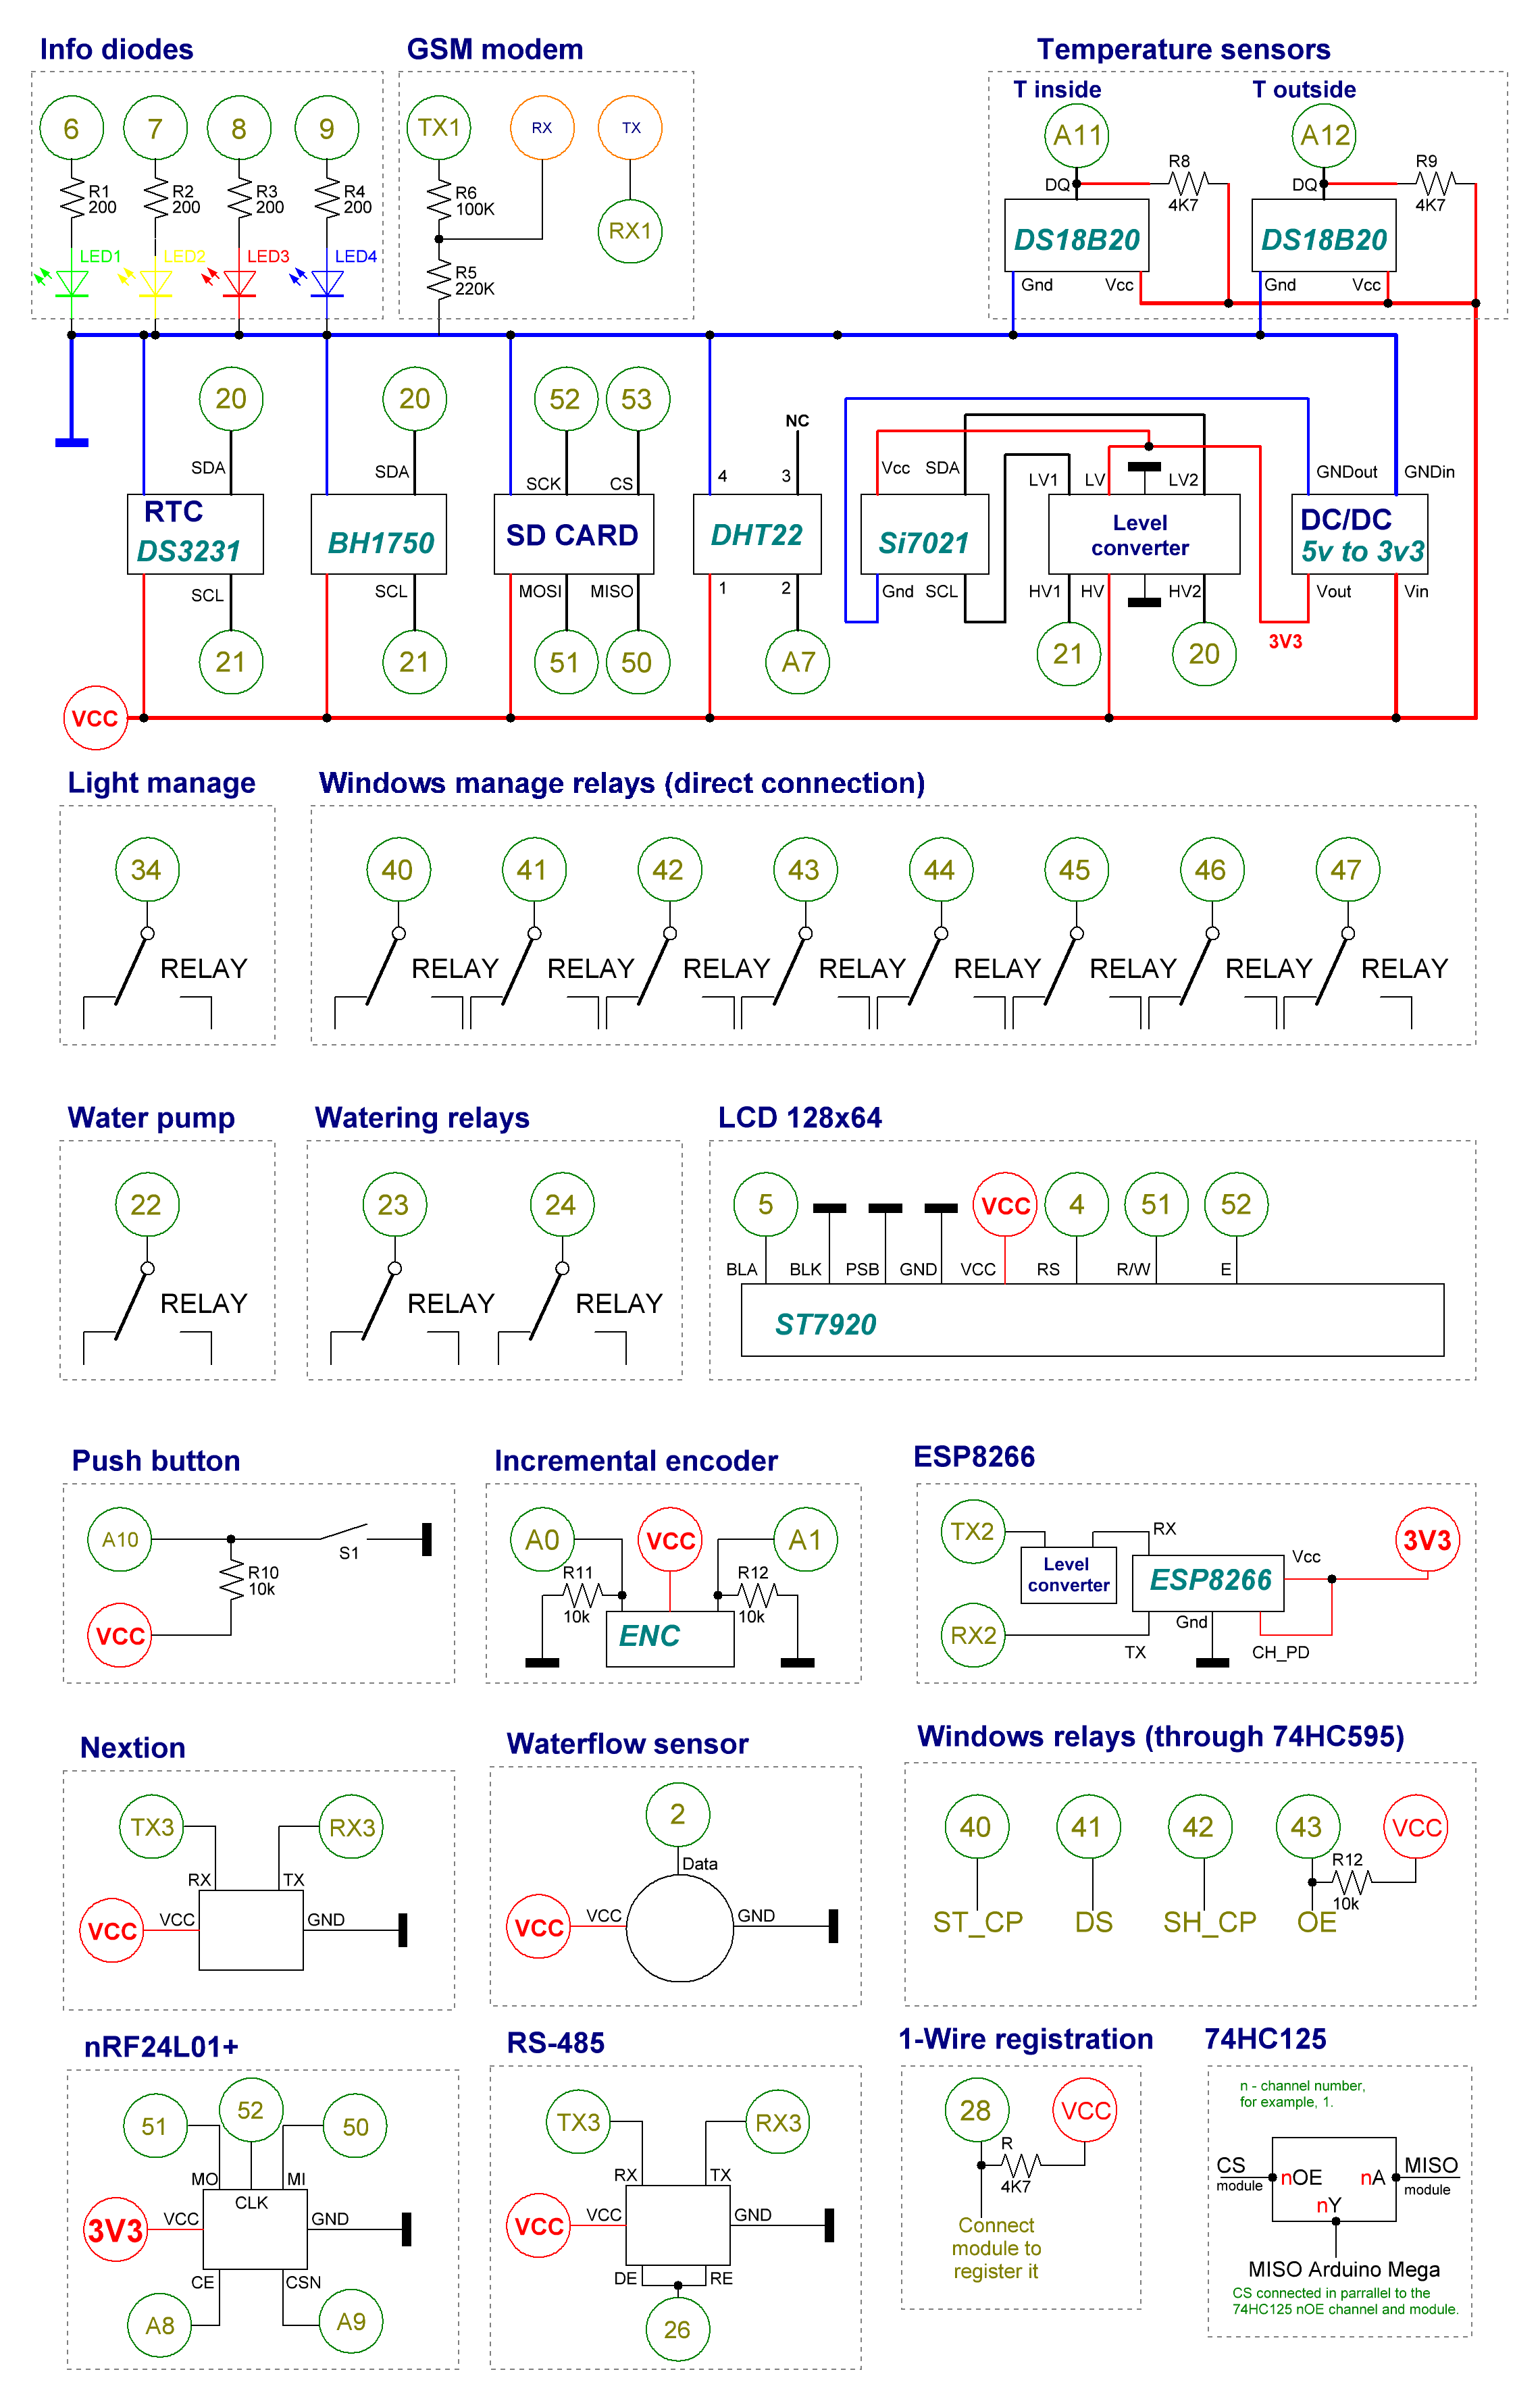 Info diodes
6
7
8
9
R1
200
R2
200
R3
200
R4
200
LED1
LED2
LED3
LED4
GSM modem
TX1
RX
TX
R6
100K
RX1
R5
220K
Temperature sensors
T inside
T outside
A11
A12
R8
4K7
R9
4K7
DQ
DQ
DS18B20
DS18B20
Gnd
Vcc
Gnd
Vcc
20
SDA
RTC
DS3231
SCL
21
20
SDA
BH1750
SCL
21
52
53
SCK
CS
SD CARD
MOSI
MISO
51
50
NC
4
3
DHT22
1
2
A7
Vcc
SDA
Si7021
Gnd
SCL
LV1
LV
LV2
Level
converter
HV1
HV
HV2
21
20
GNDout
GNDin
DC/DC
5v to 3v3
Vout
Vin
3V3
VCC
Light manage
34
RELAY
Windows manage relays (direct connection)
40
41
42
43
44
45
46
47
RELAY
RELAY
RELAY
RELAY
RELAY
RELAY
RELAY
RELAY
Water pump
22
RELAY
Watering relays
23
24
RELAY
RELAY
LCD 128x64
5
VCC
4
51
52
BLA
BLK
PSB
GND
VCC
RS
R/W
E
ST7920
Push button
A10
S1
R10
10k
VCC
Incremental encoder
A0
VCC
A1
R11
10k
R12
10k
ENC
ESP8266
TX2
RX
3V3
Level
converter
Vcc
ESP8266
RX2
Gnd
TX
CH_PD
Nextion
TX3
RX3
RX
TX
VCC
VCC
GND
Waterflow sensor
2
Data
VCC
VCC
GND
Windows relays (through 74HC595)
40
41
42
43
VCC
R12
10k
ST_CP
DS
SH_CP
OE
nRF24L01+
51
52
50
MO
MI
CLK
3V3
VCC
GND
CE
CSN
A8
A9
RS-485
TX3
RX3
RX
TX
VCC
VCC
GND
DE
RE
26
1-Wire registration
28
VCC
R
4K7
Connect
module to
register it
74HC125
n - channel number,
for example, 1.
CS
module
nOE
nA
MISO
module
nY
MISO Arduino Mega
CS connected in parrallel to the
74HC125 nOE channel and module.